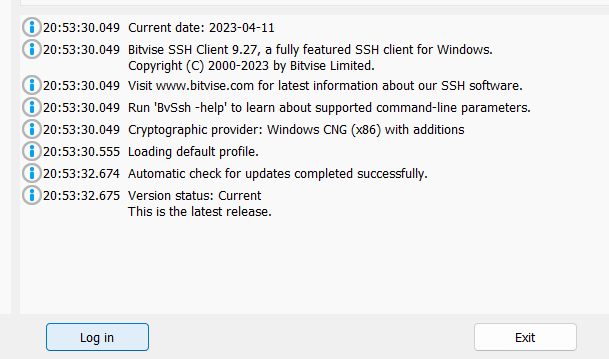 20:53:30.049 Current date: 2023-04-11
20:53:30.049 Bitvise SSH Client 9.27, a fully featured SSH client for Windows.
Copyright (C) 2000-2023 by Bitvise Limited.
20:53:30.049 Visit www.bitvise.com for latest information about our SSH software.
20:53:30.049 Run 'BvSsh -help' to learn about supported command-line parameters.
20:53:30.049 Cryptographic provider: Windows CNG (x86) with additions
20:53:30.555 Loading default profile.
20:53:32.674 Automatic check for updates completed successfully.
20:53:32.675 Version status: Current
This is the latest release.
Log in Exit